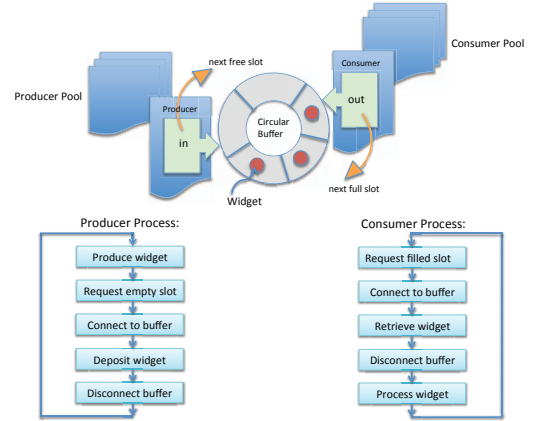 Consumer Pool
next free slot
Consumer
Producer Pool
Producer
out
Circular
Buffer
in
next full slot
Widget
Producer Process:
Produce widget
Request empty slot
Connect to buffer
Deposit widget
Disconnect buffer
Consumer Process:
Request filled slot
Connect to buffer
Retrieve widget
Disconnect buffer
Process widget